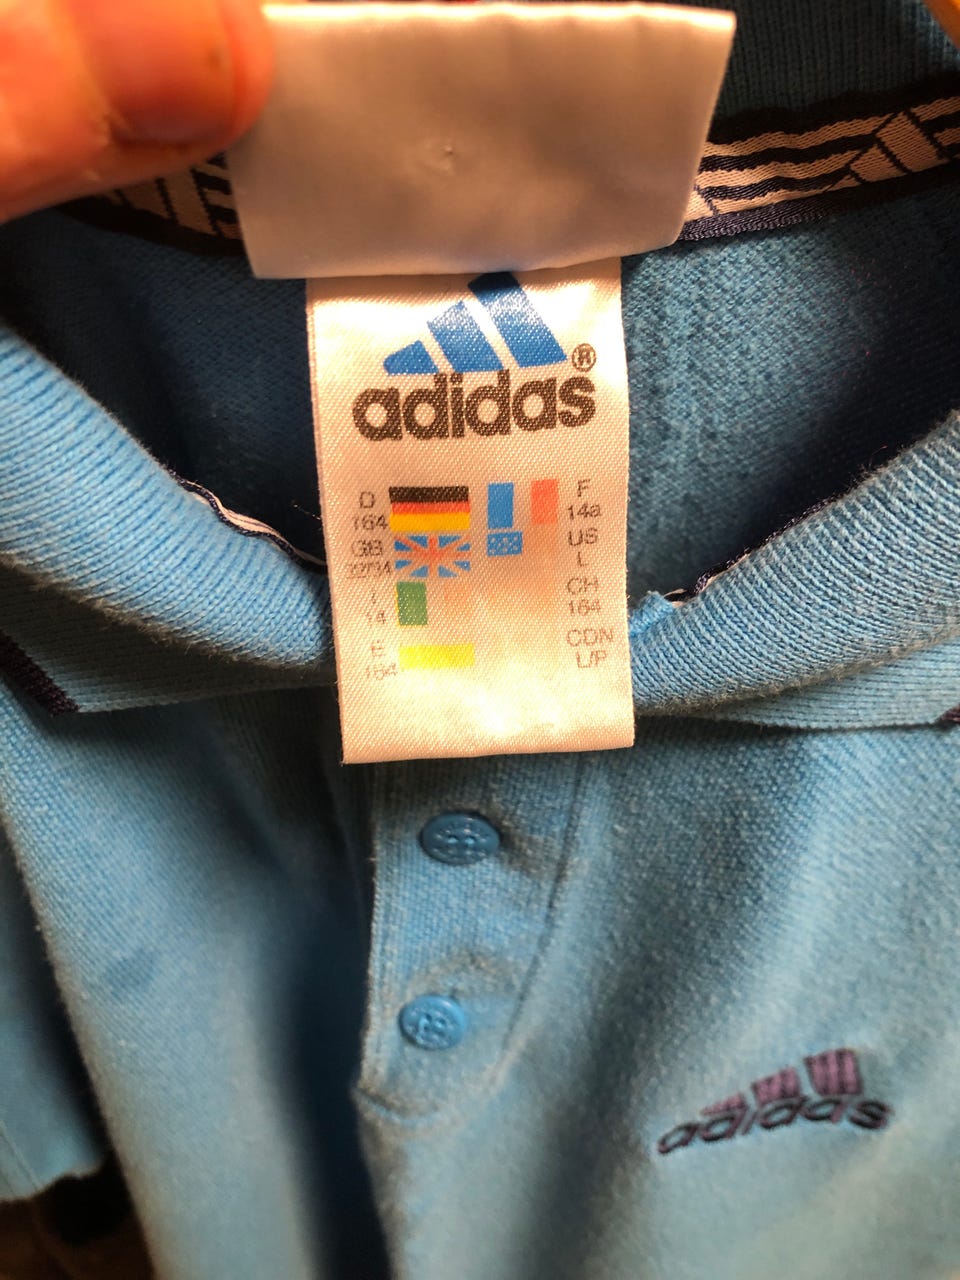 adidas®
D
164
F
14a
GB
32/34
US
L
I
14
CH
164
E
164
CDN
L/P
adidas